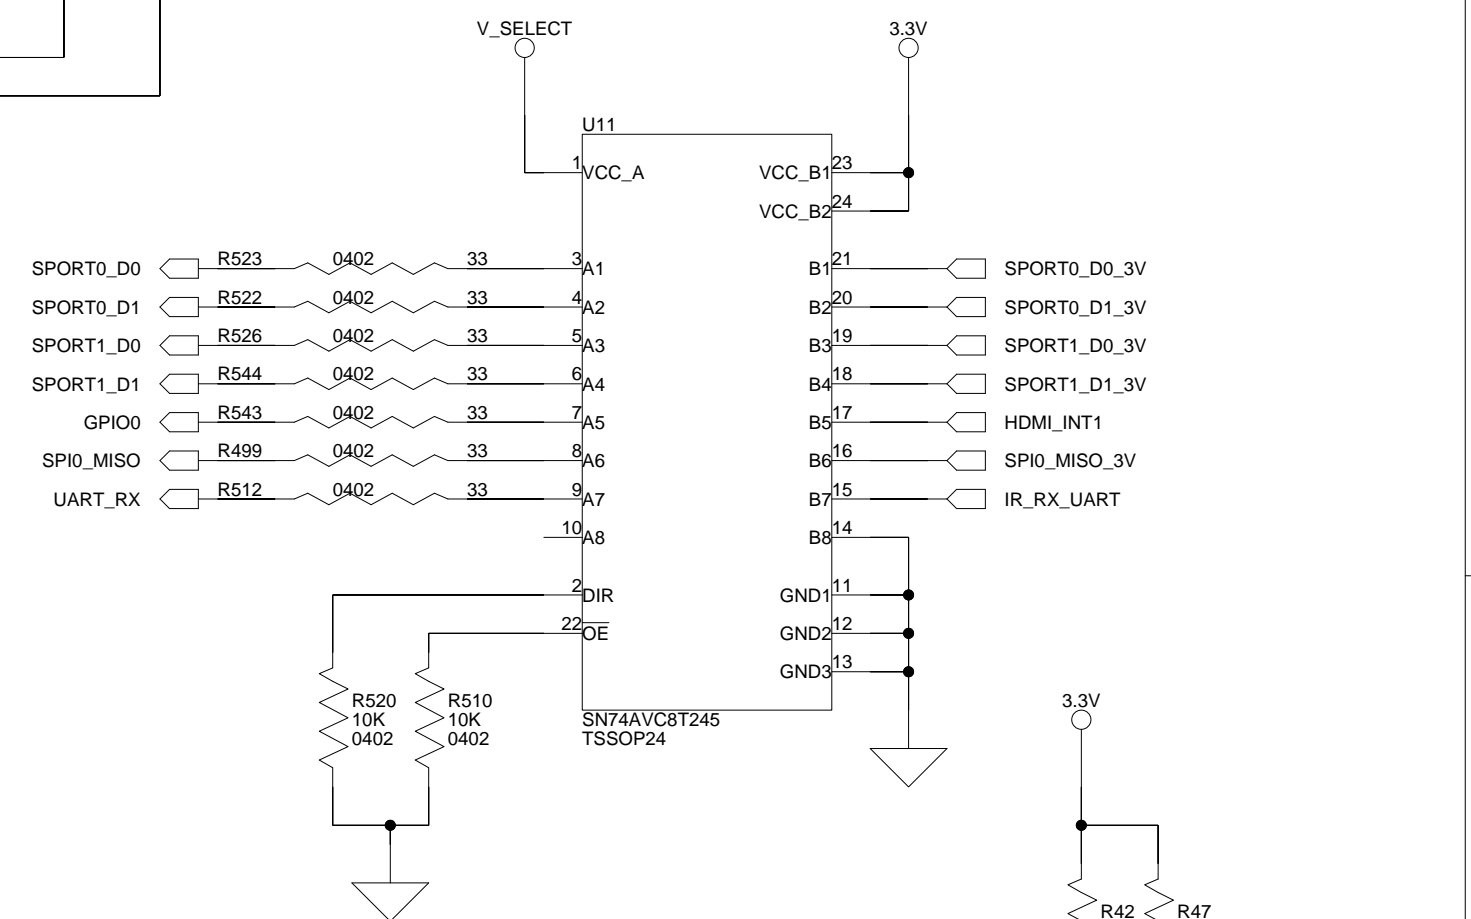 V_SELECT 3.3V
U11
1 VCC_A VCC_B1 23
VCC_B2 24
SPORT0_D0 R523 0402 33 3 A1 B1 21 SPORT0_D0_3V
SPORT0_D1 R522 0402 33 4 A2 B2 20 SPORT0_D1_3V
SPORT1_D0 R526 0402 33 5 A3 B3 19 SPORT1_D0_3V
SPORT1_D1 R544 0402 33 6 A4 B4 18 SPORT1_D1_3V
GPIO0 R543 0402 33 7 A5 B5 17 HDMI_INT1
SPI0_MISO R499 0402 33 8 A6 B6 16 SPI0_MISO_3V
UART_RX R512 0402 33 9 A7 B7 15 IR_RX_UART
10 A8 B8 14
2 DIR GND1 11
22 OE GND2 12
GND3 13
R520 R510
10K 10K
0402 0402
SN74AVC8T245
TSSOP24
3.3V
R42 R47